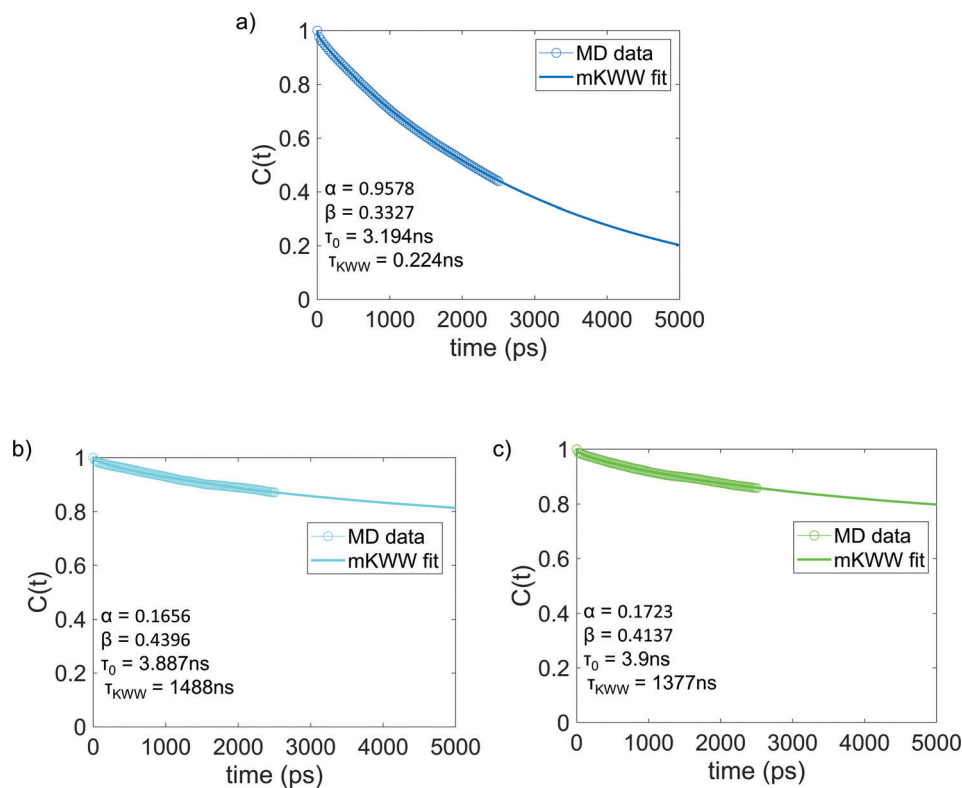 a)
1
0.8
0.6
0.4
0.2
0
C(t)
MD data
mKWW fit
α = 0.9578
β = 0.3327
τ0 = 3.194ns
τKWW = 0.224ns
0 1000 2000 3000 4000 5000
time (ps)
b)
1
0.8
0.6
0.4
0.2
0
C(t)
MD data
mKWW fit
α = 0.1656
β = 0.4396
τ0 = 3.887ns
τKWW = 1488ns
0 1000 2000 3000 4000 5000
time (ps)
c)
1
0.8
0.6
0.4
0.2
0
C(t)
MD data
mKWW fit
α = 0.1723
β = 0.4137
τ0 = 3.9ns
τKWW = 1377ns
0 1000 2000 3000 4000 5000
time (ps)